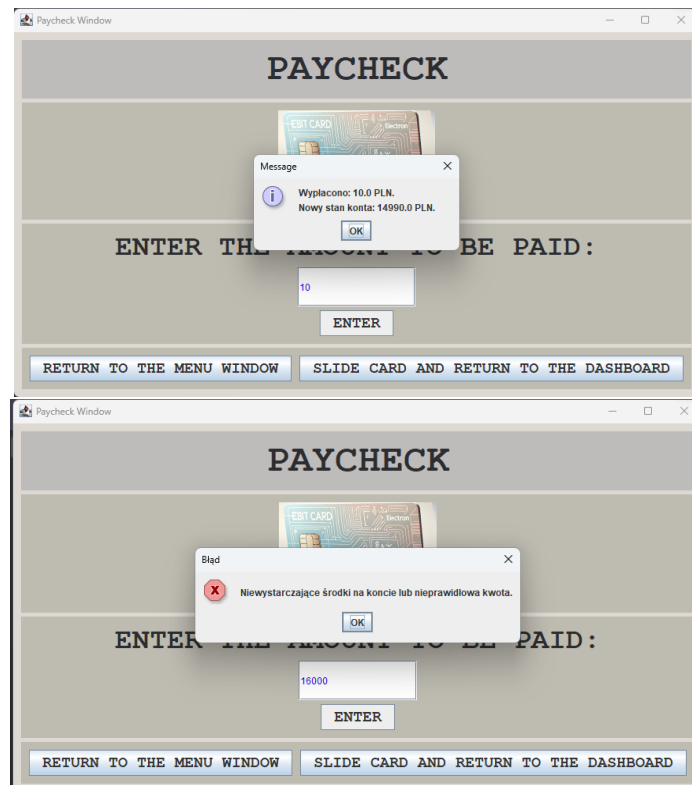 Paycheck Window
PAYCHECK
EBIT CARD
Electron
Message
Wypłacono: 10.0 PLN.
Nowy stan konta: 14990.0 PLN.
OK
ENTER THE AMOUNT TO BE PAID:
10
ENTER
RETURN TO THE MENU WINDOW SLIDE CARD AND RETURN TO THE DASHBOARD
Paycheck Window
PAYCHECK
EBIT CARD
Electron
Błąd
Niewystarczające środki na koncie lub nieprawidłowa kwota.
OK
ENTER THE AMOUNT TO BE PAID:
16000
ENTER
RETURN TO THE MENU WINDOW SLIDE CARD AND RETURN TO THE DASHBOARD